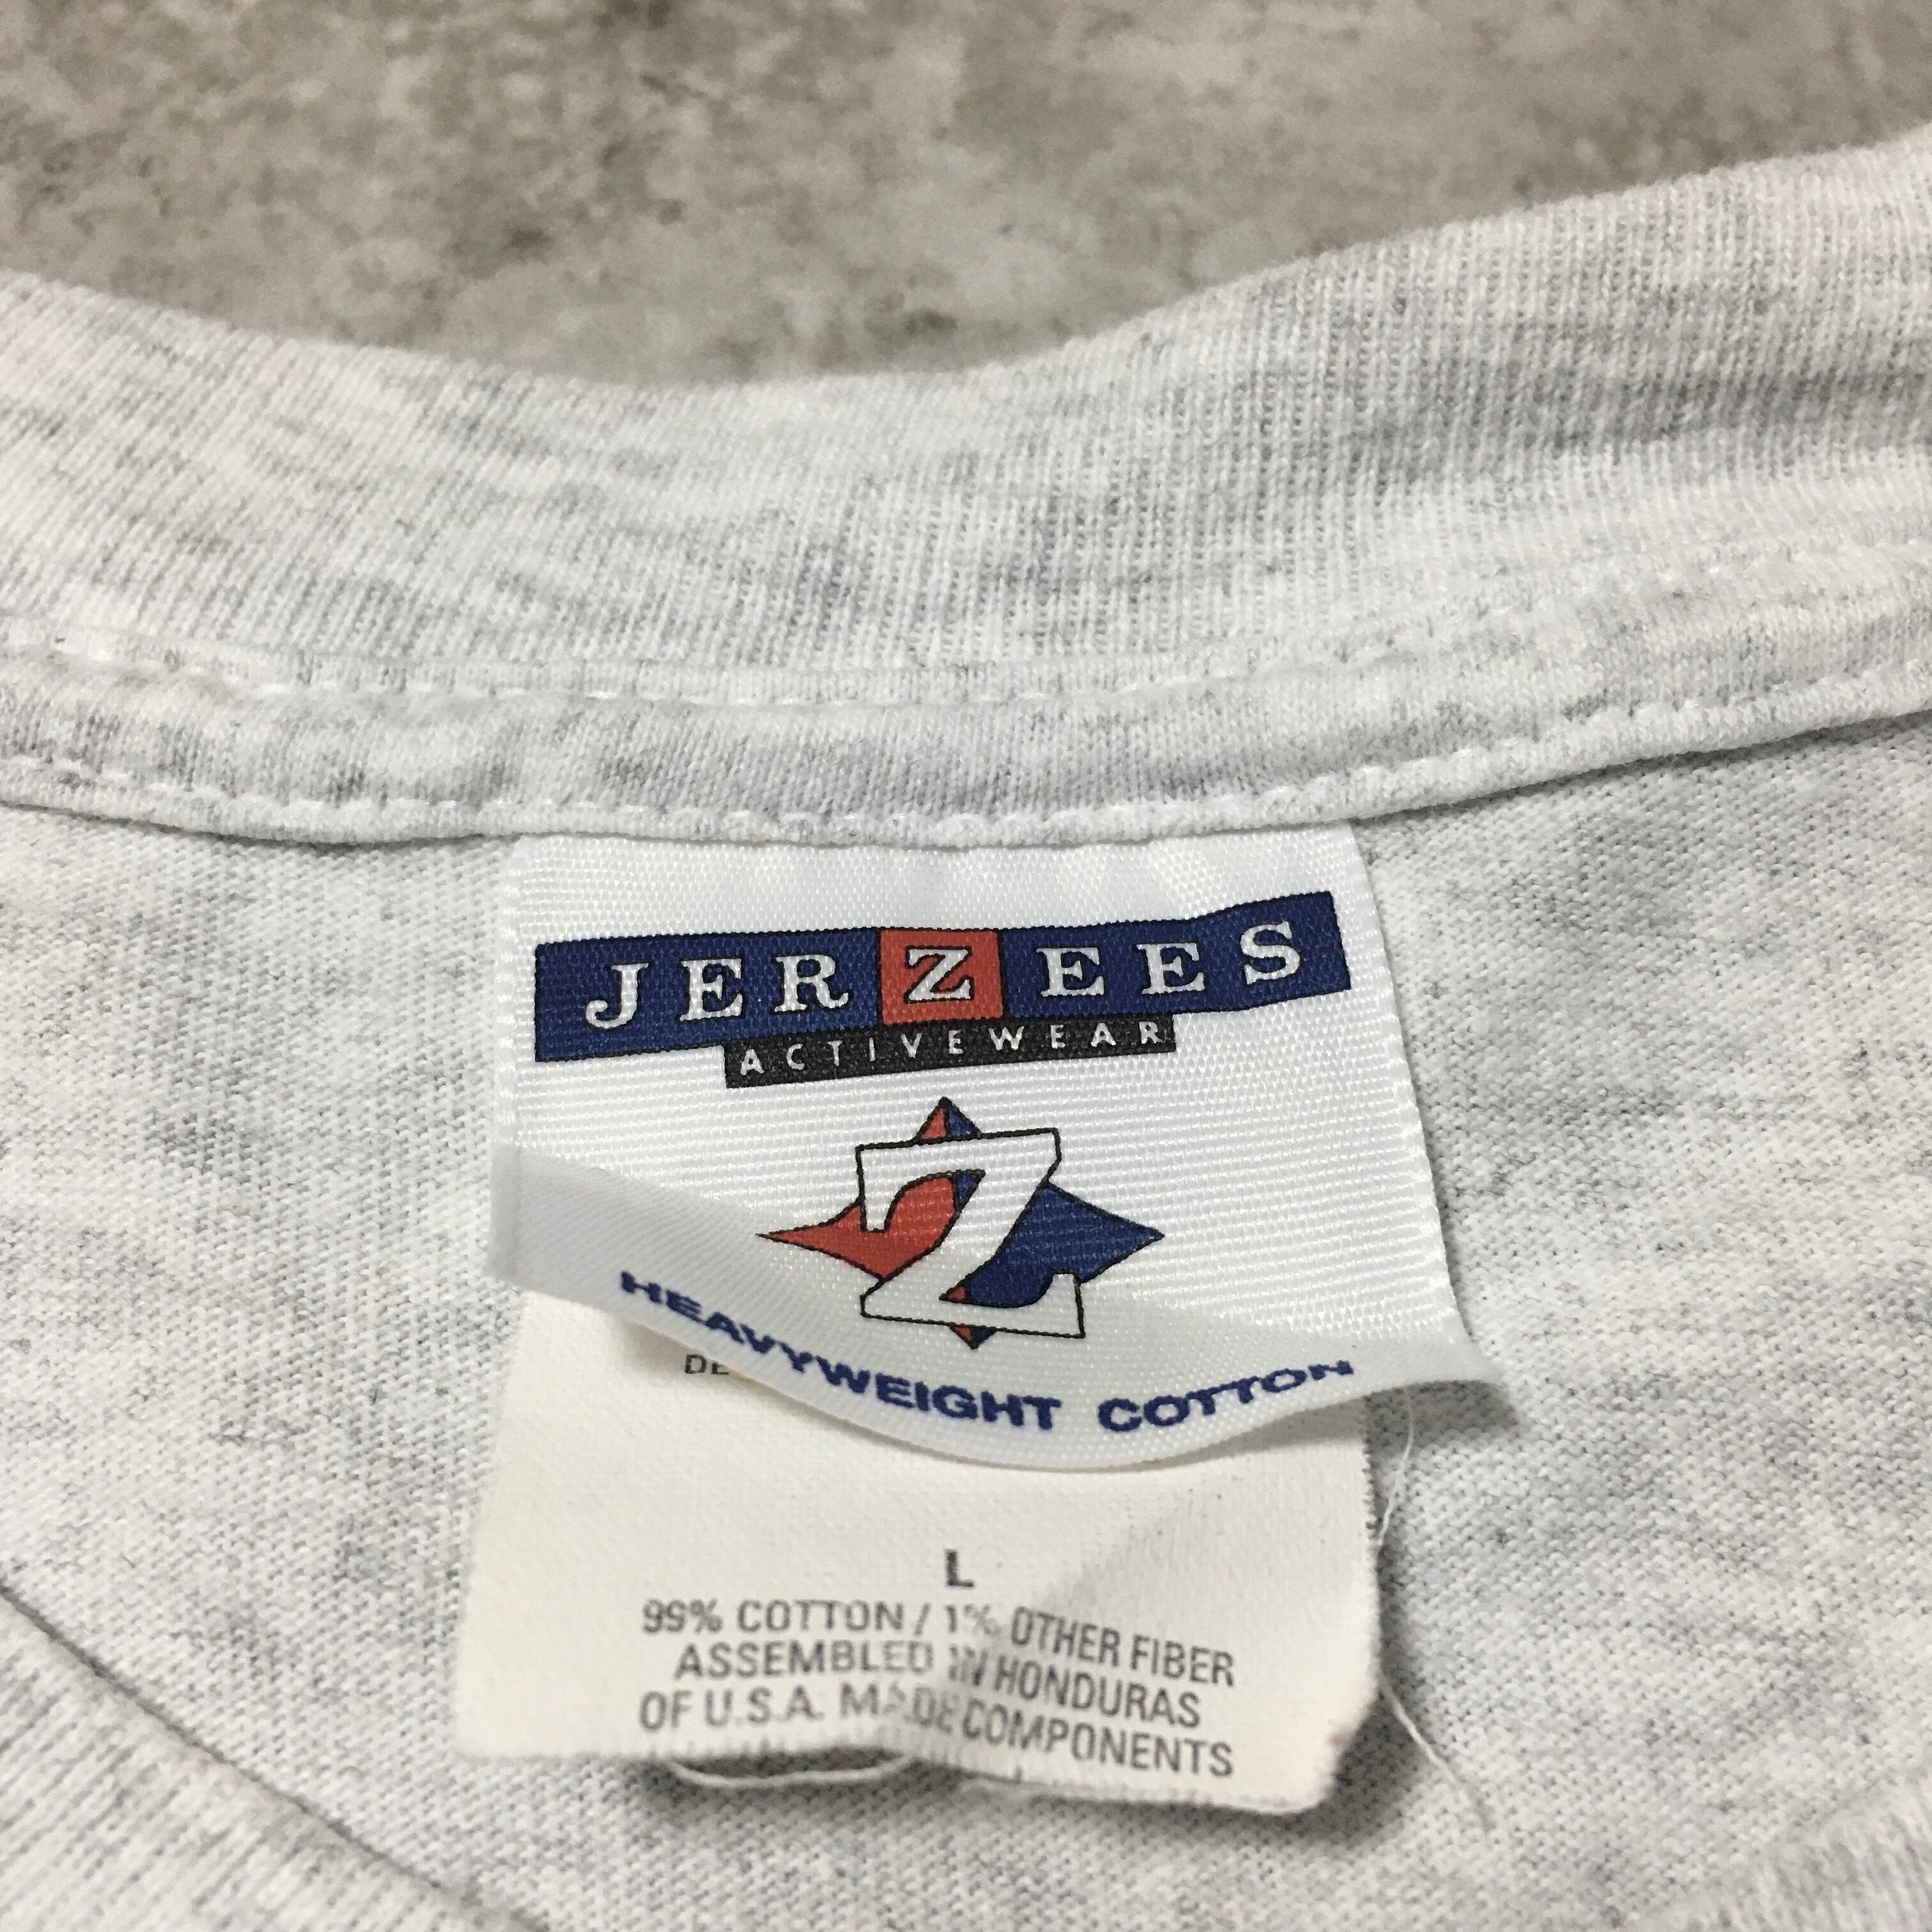 JERZEES
ACTIVEWEAR
Z
HEAVYWEIGHT COTTON
L
99% COTTON / 1% OTHER FIBER
ASSEMBLED IN HONDURAS
OF U.S.A. MADE COMPONENTS